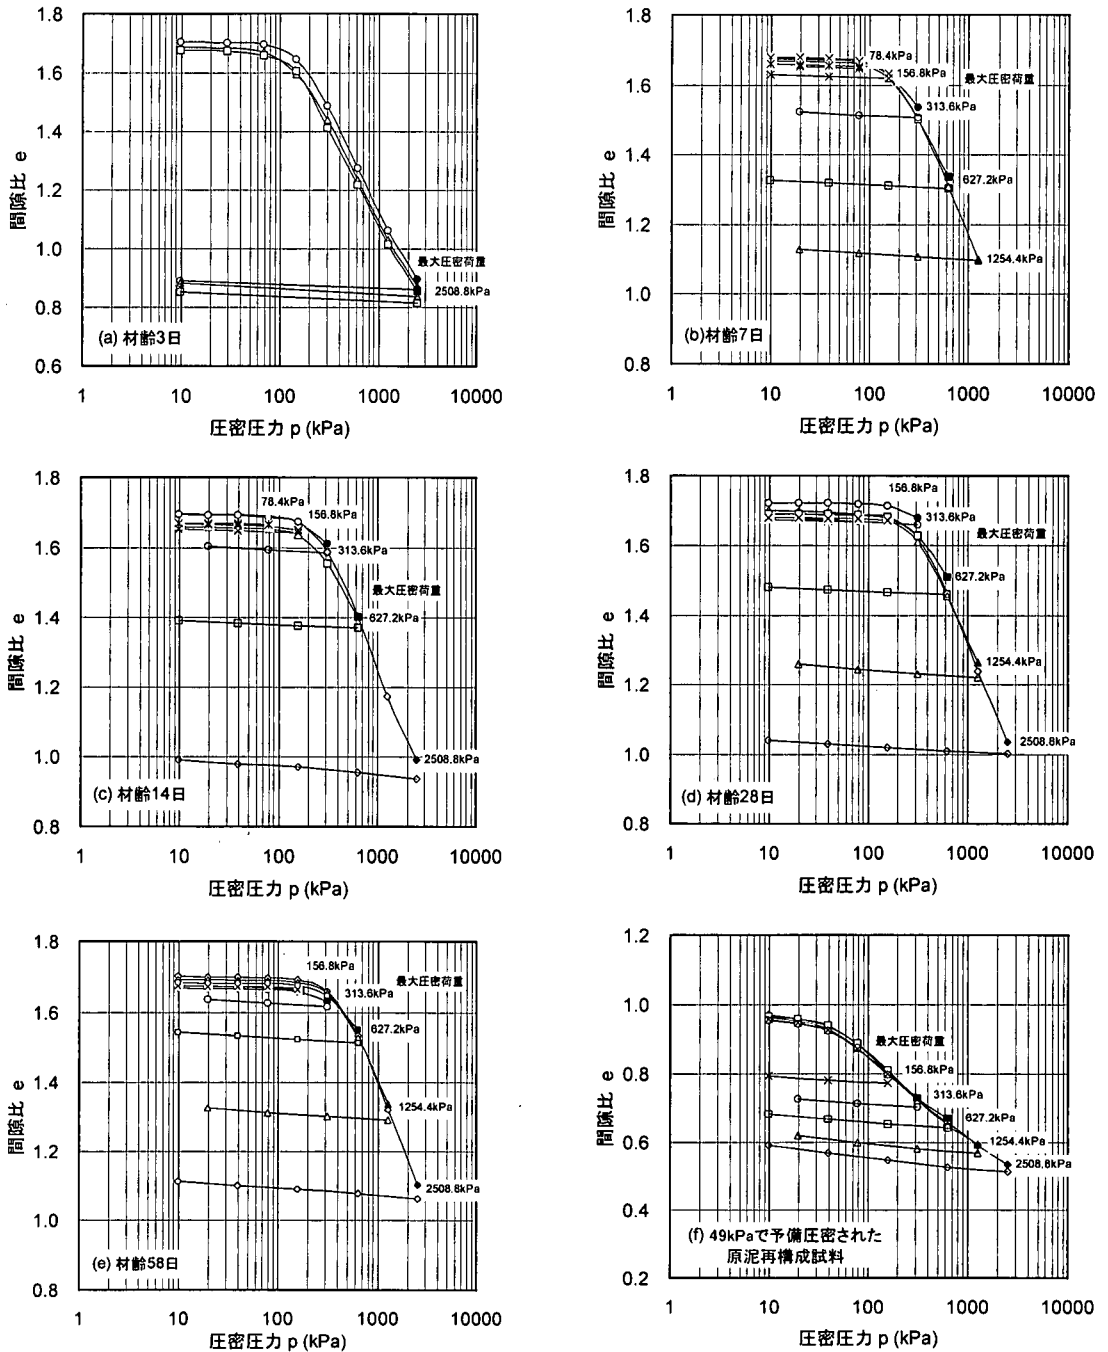 1.8
1.6
1.4
1.2
1.0
0.8
0.6
間隙比 e
最大圧密荷重
2508.8kPa
(a) 材齢3日
1 10 100 1000 10000
圧密圧力 p (kPa)
1.8
1.6
1.4
1.2
1.0
0.8
間隙比 e
78.4kPa
156.8kPa
最大圧密荷重
313.6kPa
627.2kPa
1254.4kPa
(b)材齢7日
1 10 100 1000 10000
圧密圧力 p (kPa)
1.8
1.6
1.4
1.2
1.0
0.8
間隙比 e
78.4kPa
156.8kPa
313.6kPa
最大圧密荷重
627.2kPa
2508.8kPa
(c) 材齢14日
1 10 100 1000 10000
圧密圧力 p (kPa)
1.8
1.6
1.4
1.2
1.0
0.8
間隙比 e
156.8kPa
313.6kPa
最大圧密荷重
627.2kPa
1254.4kPa
2508.8kPa
(d) 材齢28日
1 10 100 1000 10000
圧密圧力 p (kPa)
1.8
1.6
1.4
1.2
1.0
0.8
間隙比 e
156.8kPa
最大圧密荷重
313.6kPa
627.2kPa
1254.4kPa
2508.8kPa
(e) 材齢58日
1 10 100 1000 10000
圧密圧力 p (kPa)
1.2
1.0
0.8
0.6
0.4
0.2
間隙比 e
最大圧密荷重
156.8kPa
313.6kPa
627.2kPa
1254.4kPa
2508.8kPa
(f) 49kPaで予備圧密された
原泥再構成試料
1 10 100 1000 10000
圧密圧力 p (kPa)